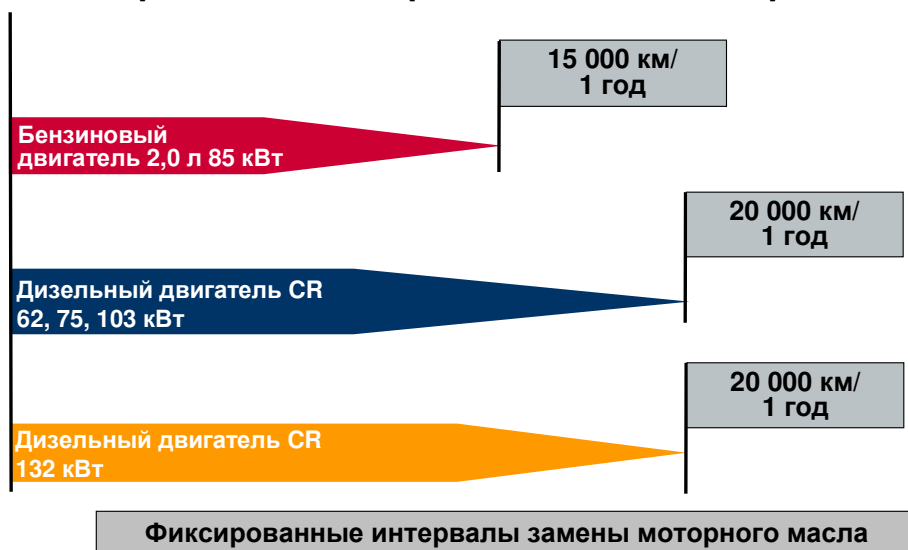 15 000 км/
1 год
Бензиновый
двигатель 2,0 л 85 кВт
20 000 км/
1 год
Дизельный двигатель CR
62, 75, 103 кВт
20 000 км/
1 год
Дизельный двигатель CR
132 кВт
Фиксированные интервалы замены моторного масла